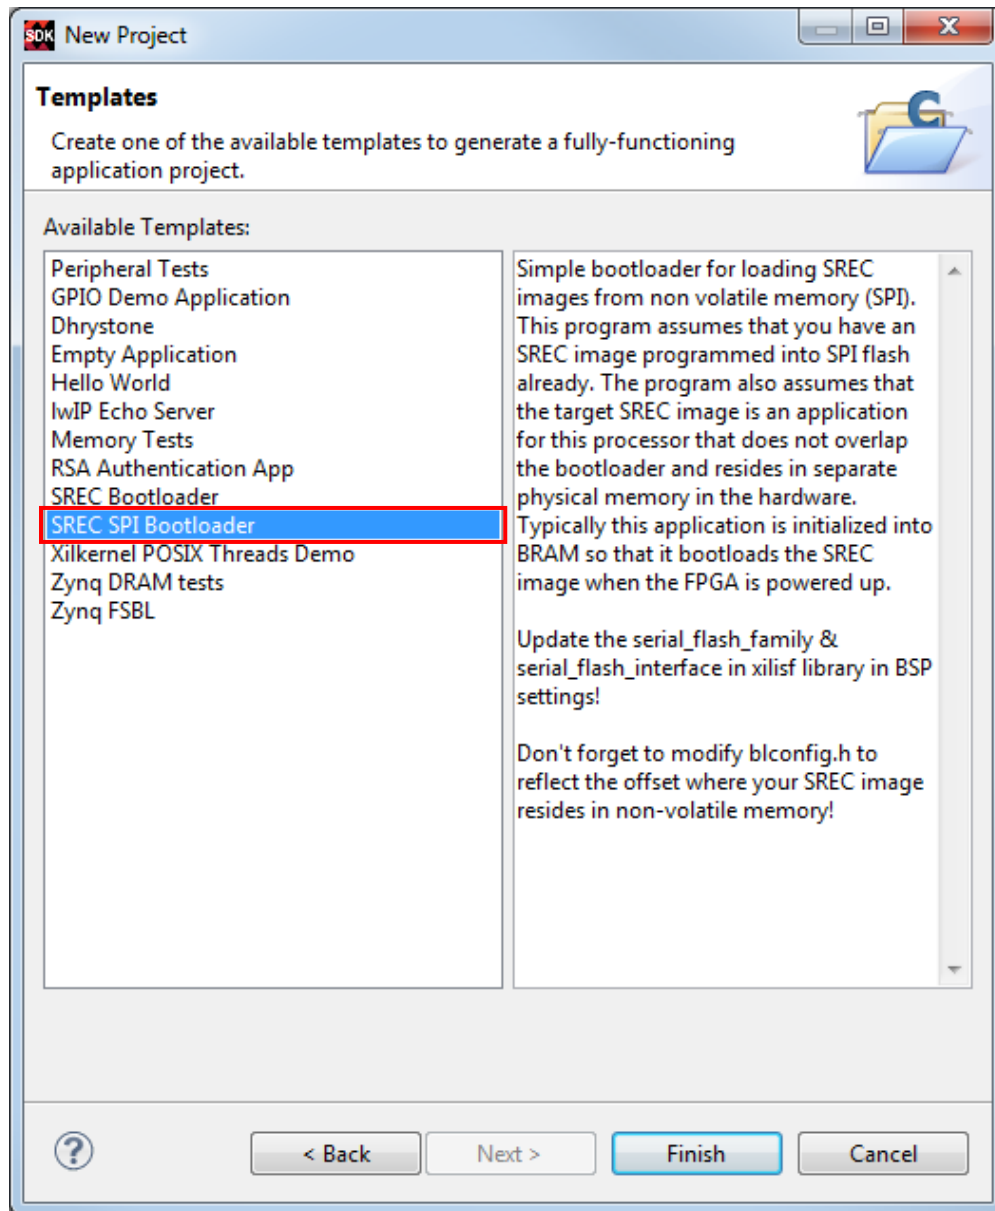 SDK New Project
Templates
Create one of the available templates to generate a fully-functioning
application project.
Available Templates:
Peripheral Tests
GPIO Demo Application
Dhrystone
Empty Application
Hello World
lwIP Echo Server
Memory Tests
RSA Authentication App
SREC Bootloader
SREC SPI Bootloader
Xilkernel POSIX Threads Demo
Zynq DRAM tests
Zynq FSBL
Simple bootloader for loading SREC
images from non volatile memory (SPI).
This program assumes that you have an
SREC image programmed into SPI flash
already. The program also assumes that
the target SREC image is an application
for this processor that does not overlap
the bootloader and resides in separate
physical memory in the hardware.
Typically this application is initialized into
BRAM so that it bootloads the SREC
image when the FPGA is powered up.
Update the serial_flash_family &
serial_flash_interface in xilisf library in BSP
settings!
Don't forget to modify blconfig.h to
reflect the offset where your SREC image
resides in non-volatile memory!
< Back
Next >
Finish
Cancel